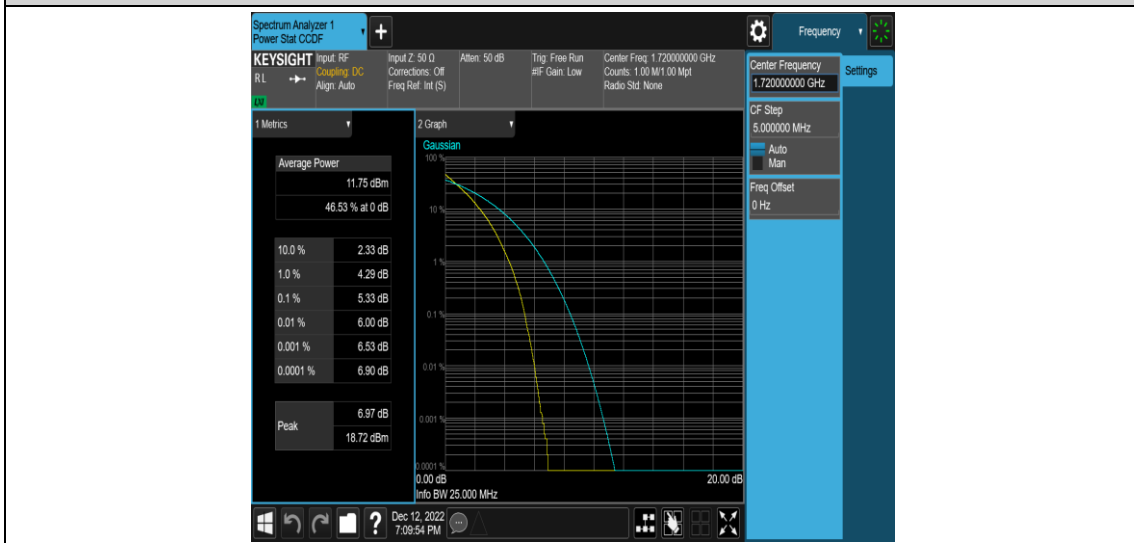 Spectrum Analyzer 1
Power Stat CCDF
+
Frequency
KEYSIGHT
RL
LXI
Input: RF
Coupling: DC
Align: Auto
Input Z: 50 Ω
Corrections: Off
Freq Ref: Int (S)
Atten: 50 dB
Trig: Free Run
#IF Gain: Low
Center Freq: 1.720000000 GHz
Counts: 1.00 M/1.00 Mpt
Radio Std: None
Center Frequency
1.720000000 GHz
Settings
CF Step
5.000000 MHz
Auto
Man
Freq Offset
0 Hz
1 Metrics
Average Power
11.75 dBm
46.53 % at 0 dB
10.0 % 2.33 dB
1.0 % 4.29 dB
0.1 % 5.33 dB
0.01 % 6.00 dB
0.001 % 6.53 dB
0.0001 % 6.90 dB
Peak
6.97 dB
18.72 dBm
2 Graph
Gaussian
100 %
10 %
1 %
0.1 %
0.01 %
0.001 %
0.0001 %
0.00 dB 20.00 dB
Info BW 25.000 MHz
?
Dec 12, 2022
7:09:54 PM